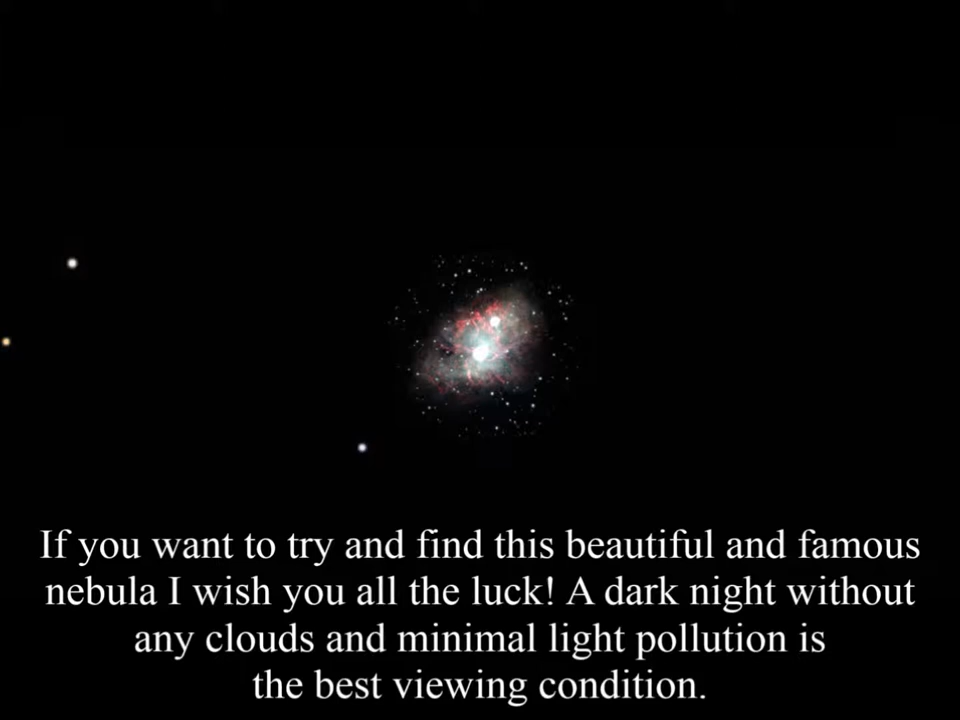 If you want to try and find this beautiful and famous
nebula I wish you all the luck! A dark night without
any clouds and minimal light pollution is
the best viewing condition.